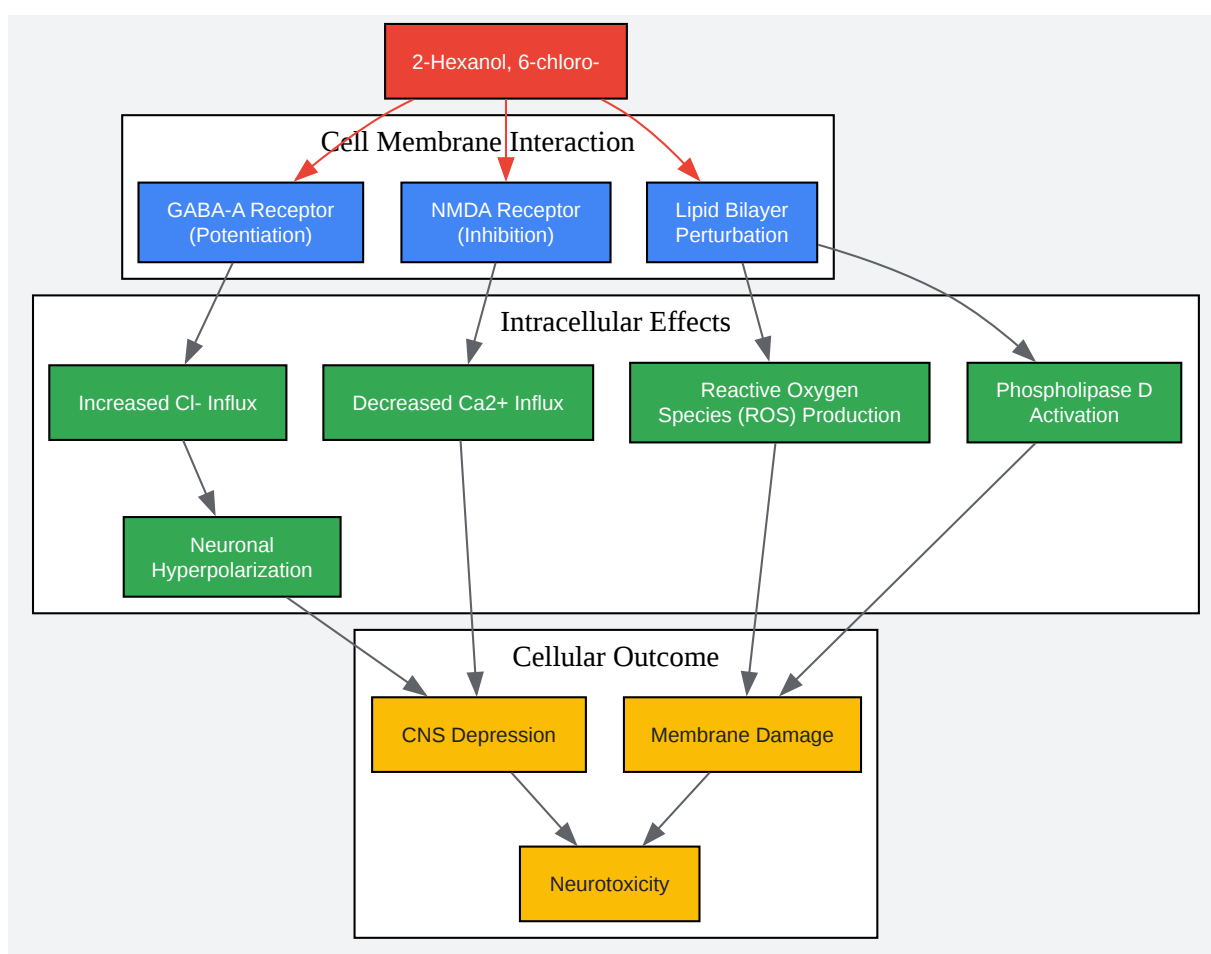 2-Hexanol, 6-chloro-
Cell Membrane Interaction
GABA-A Receptor
(Potentiation)
NMDA Receptor
(Inhibition)
Lipid Bilayer
Perturbation
Intracellular Effects
Increased Cl- Influx
Decreased Ca2+ Influx
Reactive Oxygen
Species (ROS) Production
Phospholipase D
Activation
Neuronal
Hyperpolarization
Cellular Outcome
CNS Depression
Membrane Damage
Neurotoxicity